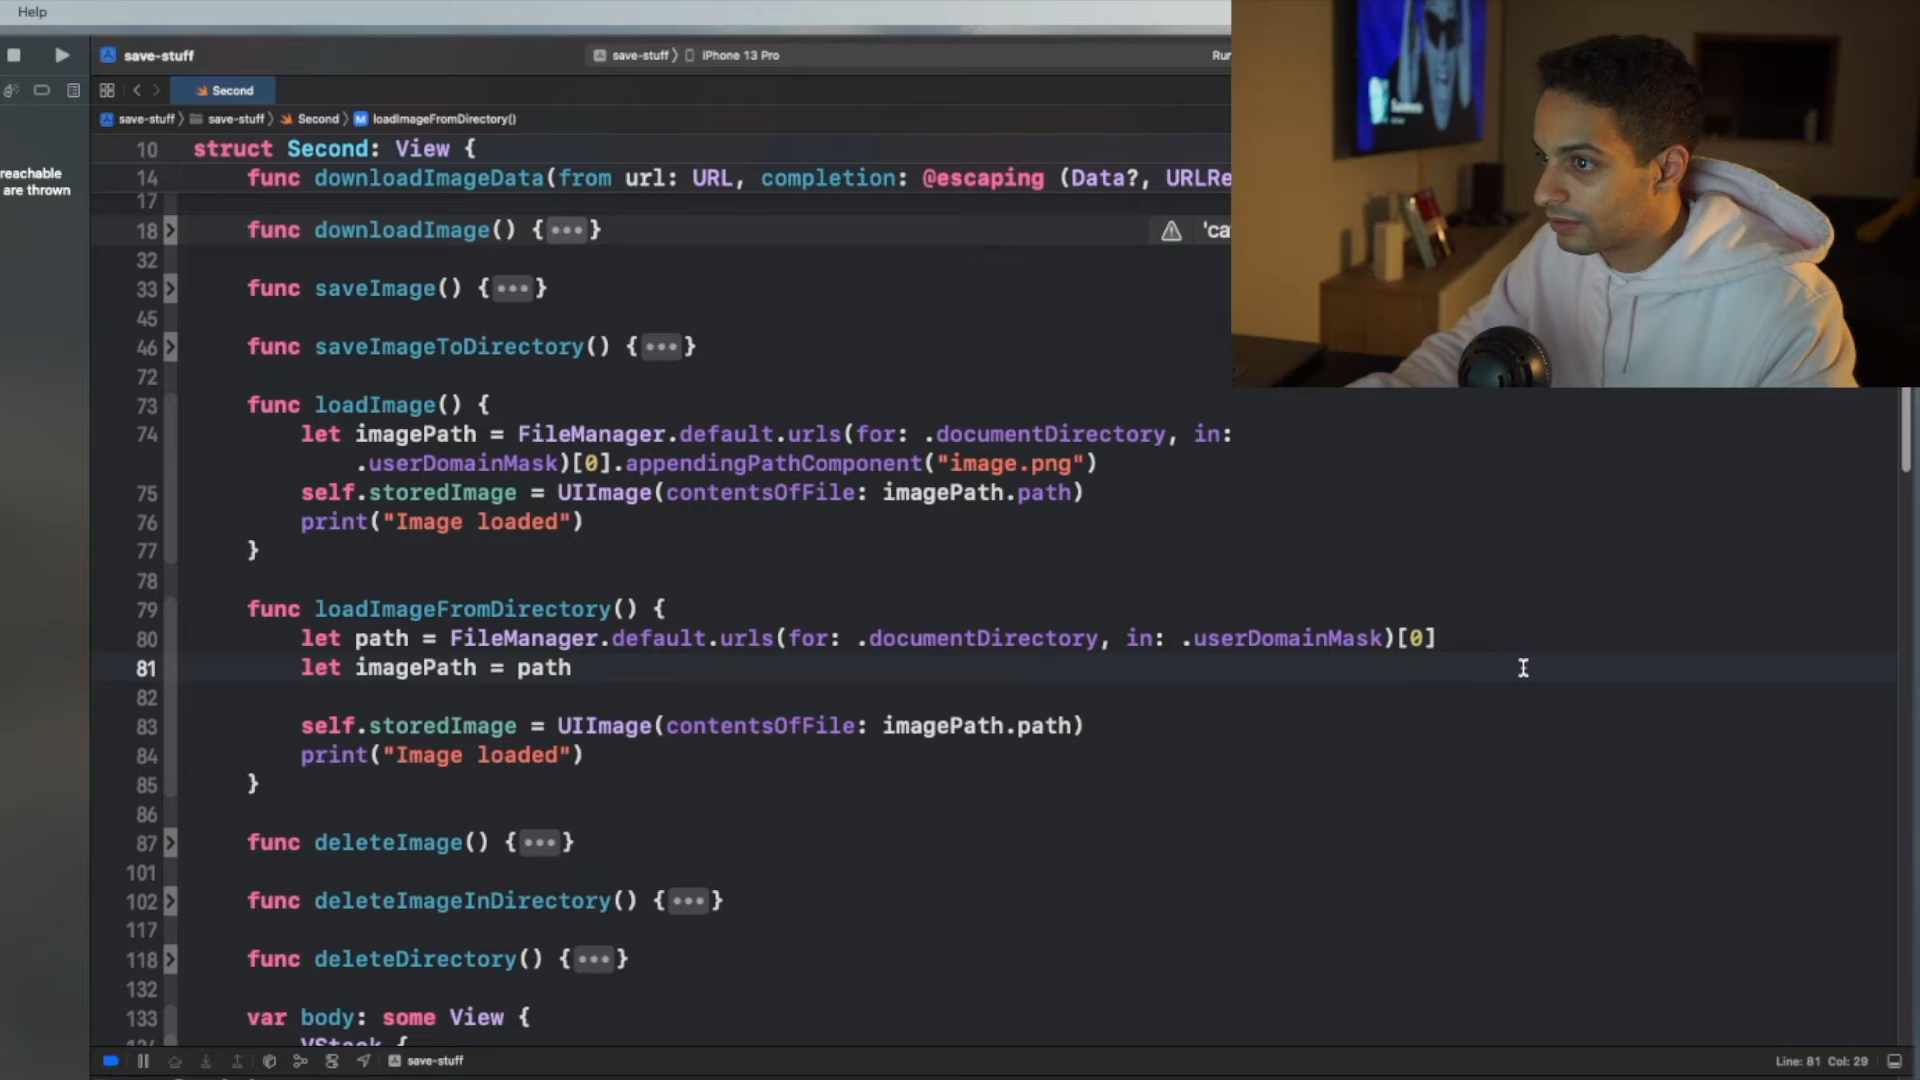 Help
save-stuff
save-stuff 〉 iPhone 13 Pro
Second
save-stuff 〉 save-stuff 〉 Second 〉 M loadImageFromDirectory()
reachable
are thrown
10 struct Second: View {
14 func downloadImageData(from url: URL, completion: @escaping (Data?, URLRe
17
18 func downloadImage() {•••}
32
33 func saveImage() {•••}
45
46 func saveImageToDirectory() {•••}
72
73 func loadImage() {
74 let imagePath = FileManager.default.urls(for: .documentDirectory, in:
.userDomainMask)[0].appendingPathComponent("image.png")
75 self.storedImage = UIImage(contentsOfFile: imagePath.path)
76 print("Image loaded")
77 }
78
79 func loadImageFromDirectory() {
80 let path = FileManager.default.urls(for: .documentDirectory, in: .userDomainMask)[0]
81 let imagePath = path
82
83 self.storedImage = UIImage(contentsOfFile: imagePath.path)
84 print("Image loaded")
85 }
86
87 func deleteImage() {•••}
101
102 func deleteImageInDirectory() {•••}
117
118 func deleteDirectory() {•••}
132
133 var body: some View {
VStack {
save-stuff
Line: 81 Col: 29